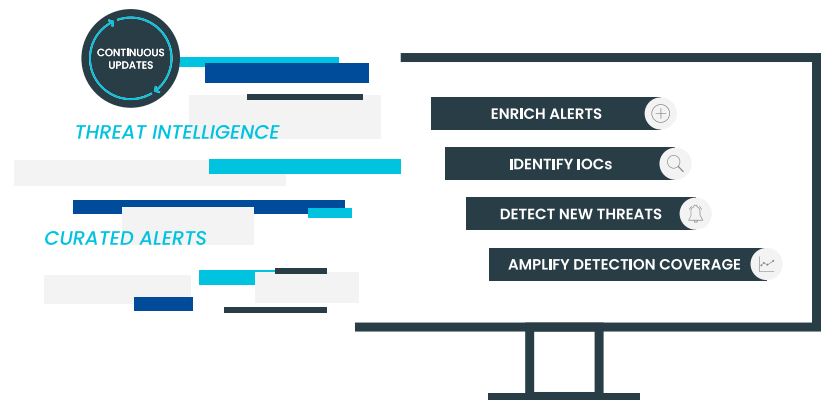 CONTINUOUS
UPDATES
THREAT INTELLIGENCE
CURATED ALERTS
ENRICH ALERTS
IDENTIFY IOCs
DETECT NEW THREATS
AMPLIFY DETECTION COVERAGE